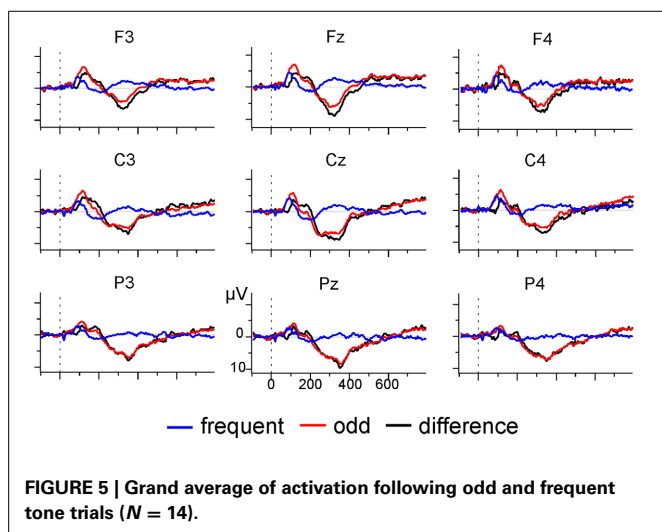 F3 Fz F4
C3 Cz C4
P3 Pz P4
µV
0
10
0 200 400 600
frequent odd difference
FIGURE 5 | Grand average of activation following odd and frequent
tone trials (N = 14).